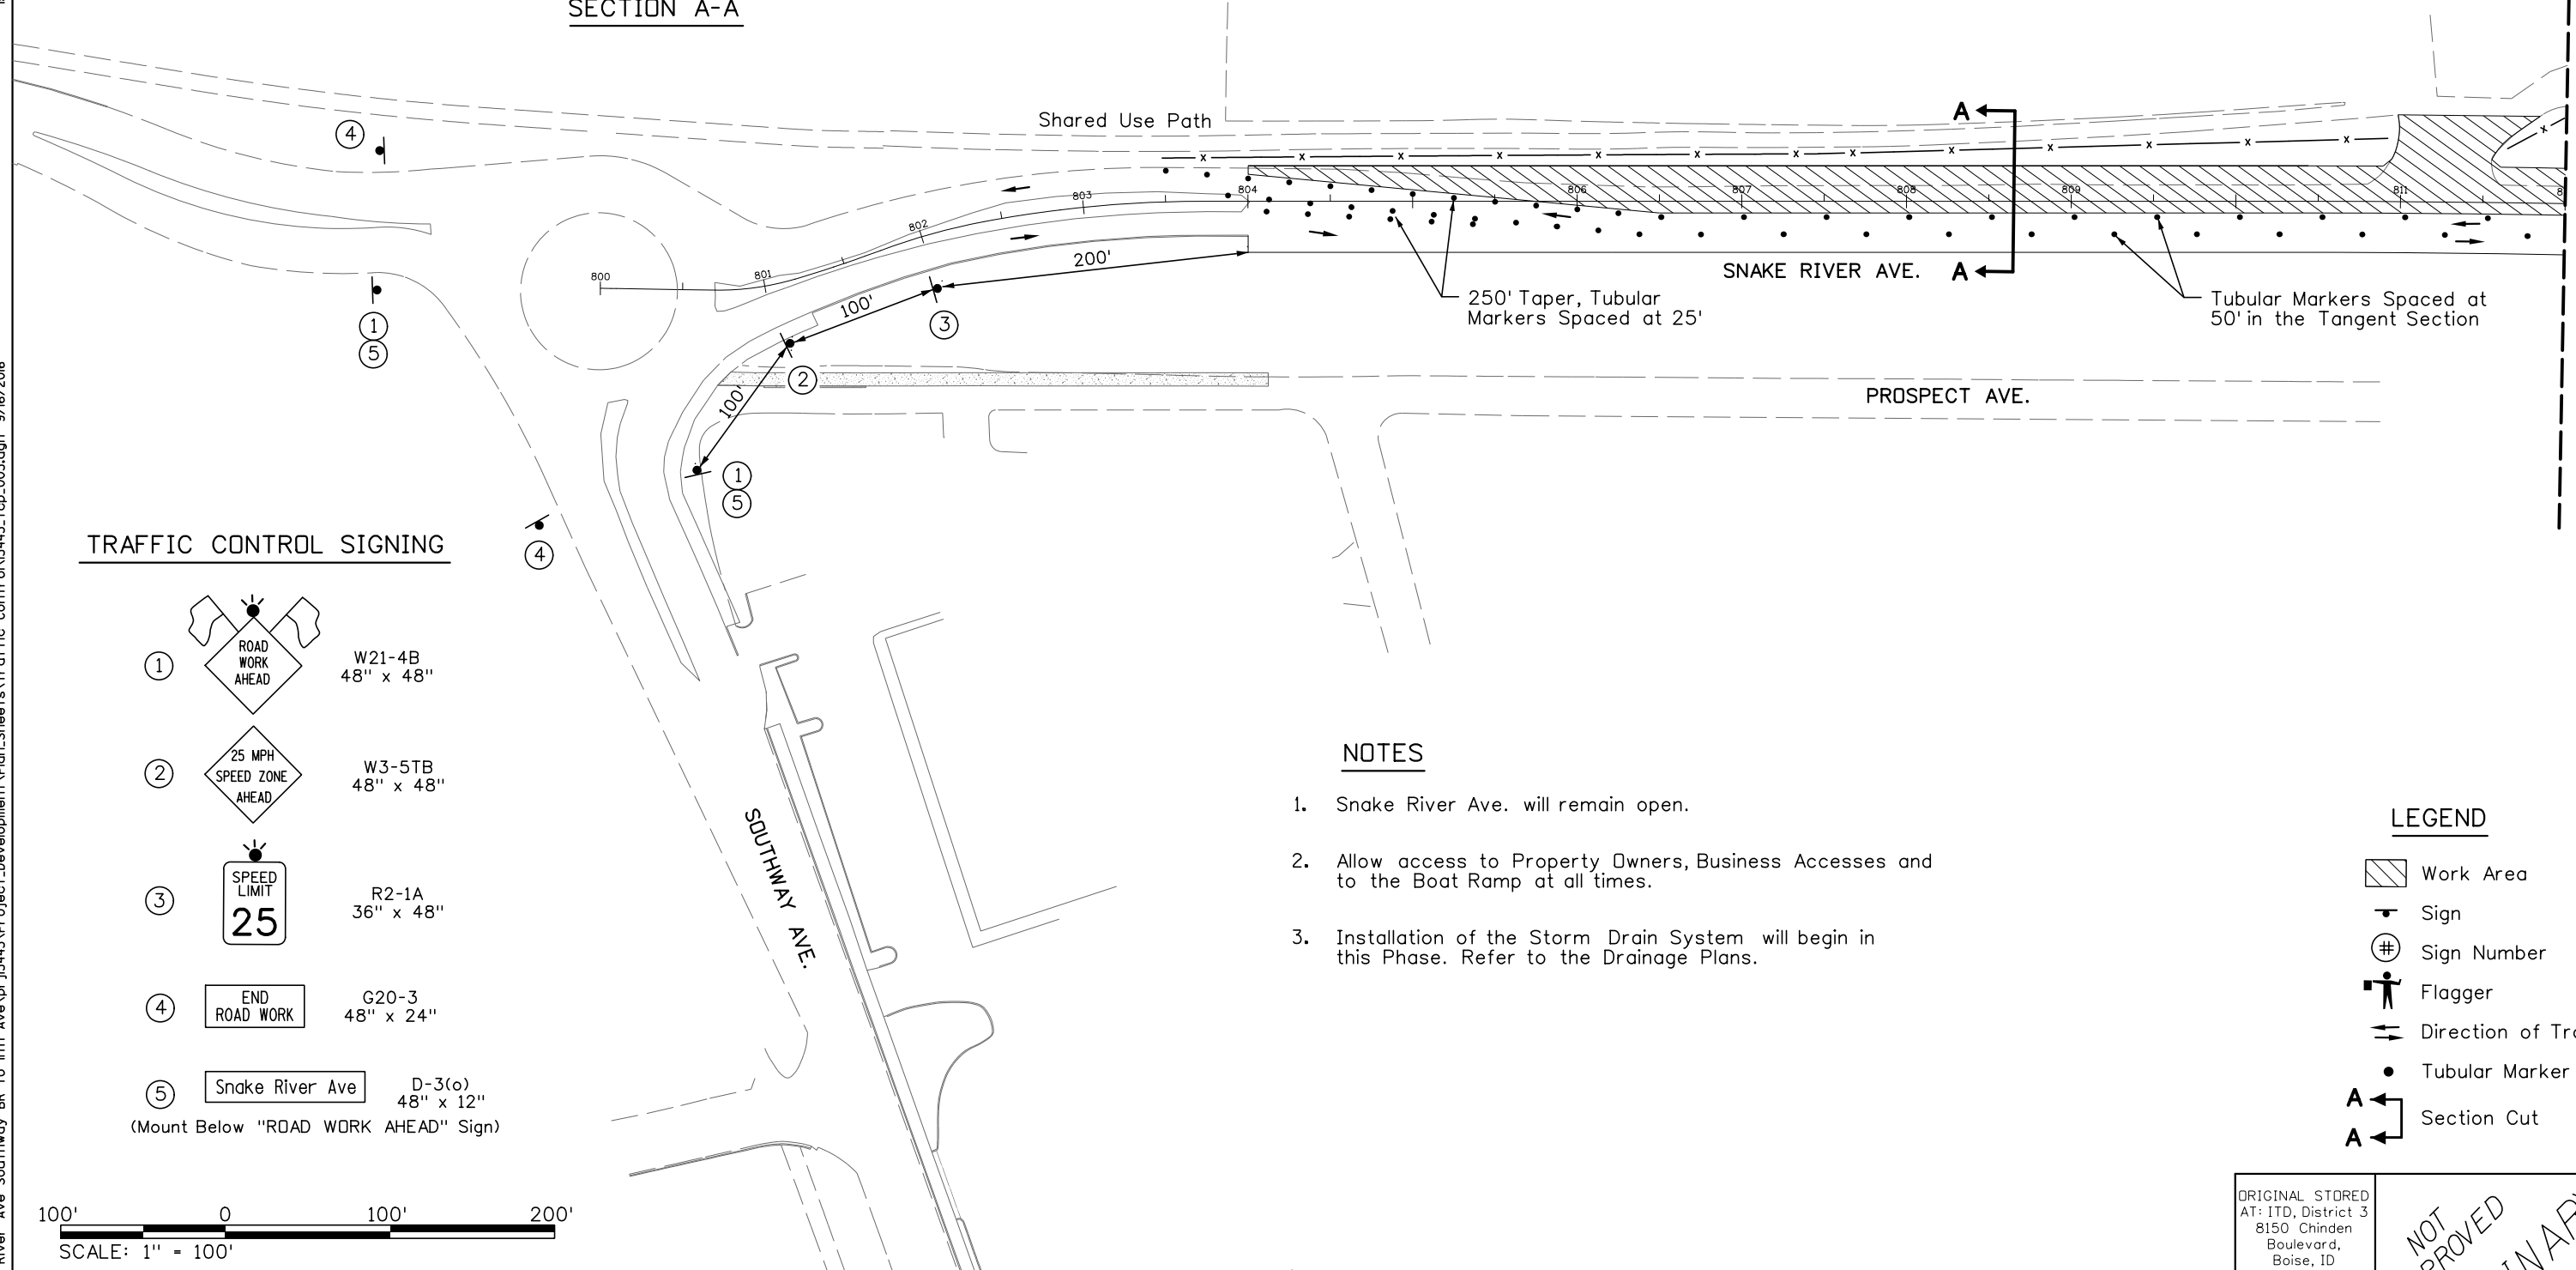 SECTION A-A
Shared Use Path
4
1
5
800
801
802
803
804
806
807
808
809
811
A
A
SNAKE RIVER AVE.
200'
100'
100'
3
2
1
5
4
250' Taper, Tubular
Markers Spaced at 25'
Tubular Markers Spaced at
50' in the Tangent Section
PROSPECT AVE.
SOUTHWAY AVE.
TRAFFIC CONTROL SIGNING
1
ROAD
WORK
AHEAD
W21-4B
48" x 48"
2
25 MPH
SPEED ZONE
AHEAD
W3-5TB
48" x 48"
3
SPEED
LIMIT
25
R2-1A
36" x 48"
4
END
ROAD WORK
G20-3
48" x 24"
5
Snake River Ave
D-3(o)
48" x 12"
(Mount Below "ROAD WORK AHEAD" Sign)
100' 0 100' 200'
SCALE: 1" = 100'
NOTES
1. Snake River Ave. will remain open.
2. Allow access to Property Owners, Business Accesses and
to the Boat Ramp at all times.
3. Installation of the Storm Drain System will begin in
this Phase. Refer to the Drainage Plans.
LEGEND
Work Area
Sign
# Sign Number
Flagger
Direction of
Tubular Marker
A
A
Section Cut
ORIGINAL STORED
AT: ITD, District 3
8150 Chinden
Boulevard,
Boise, ID
NOT